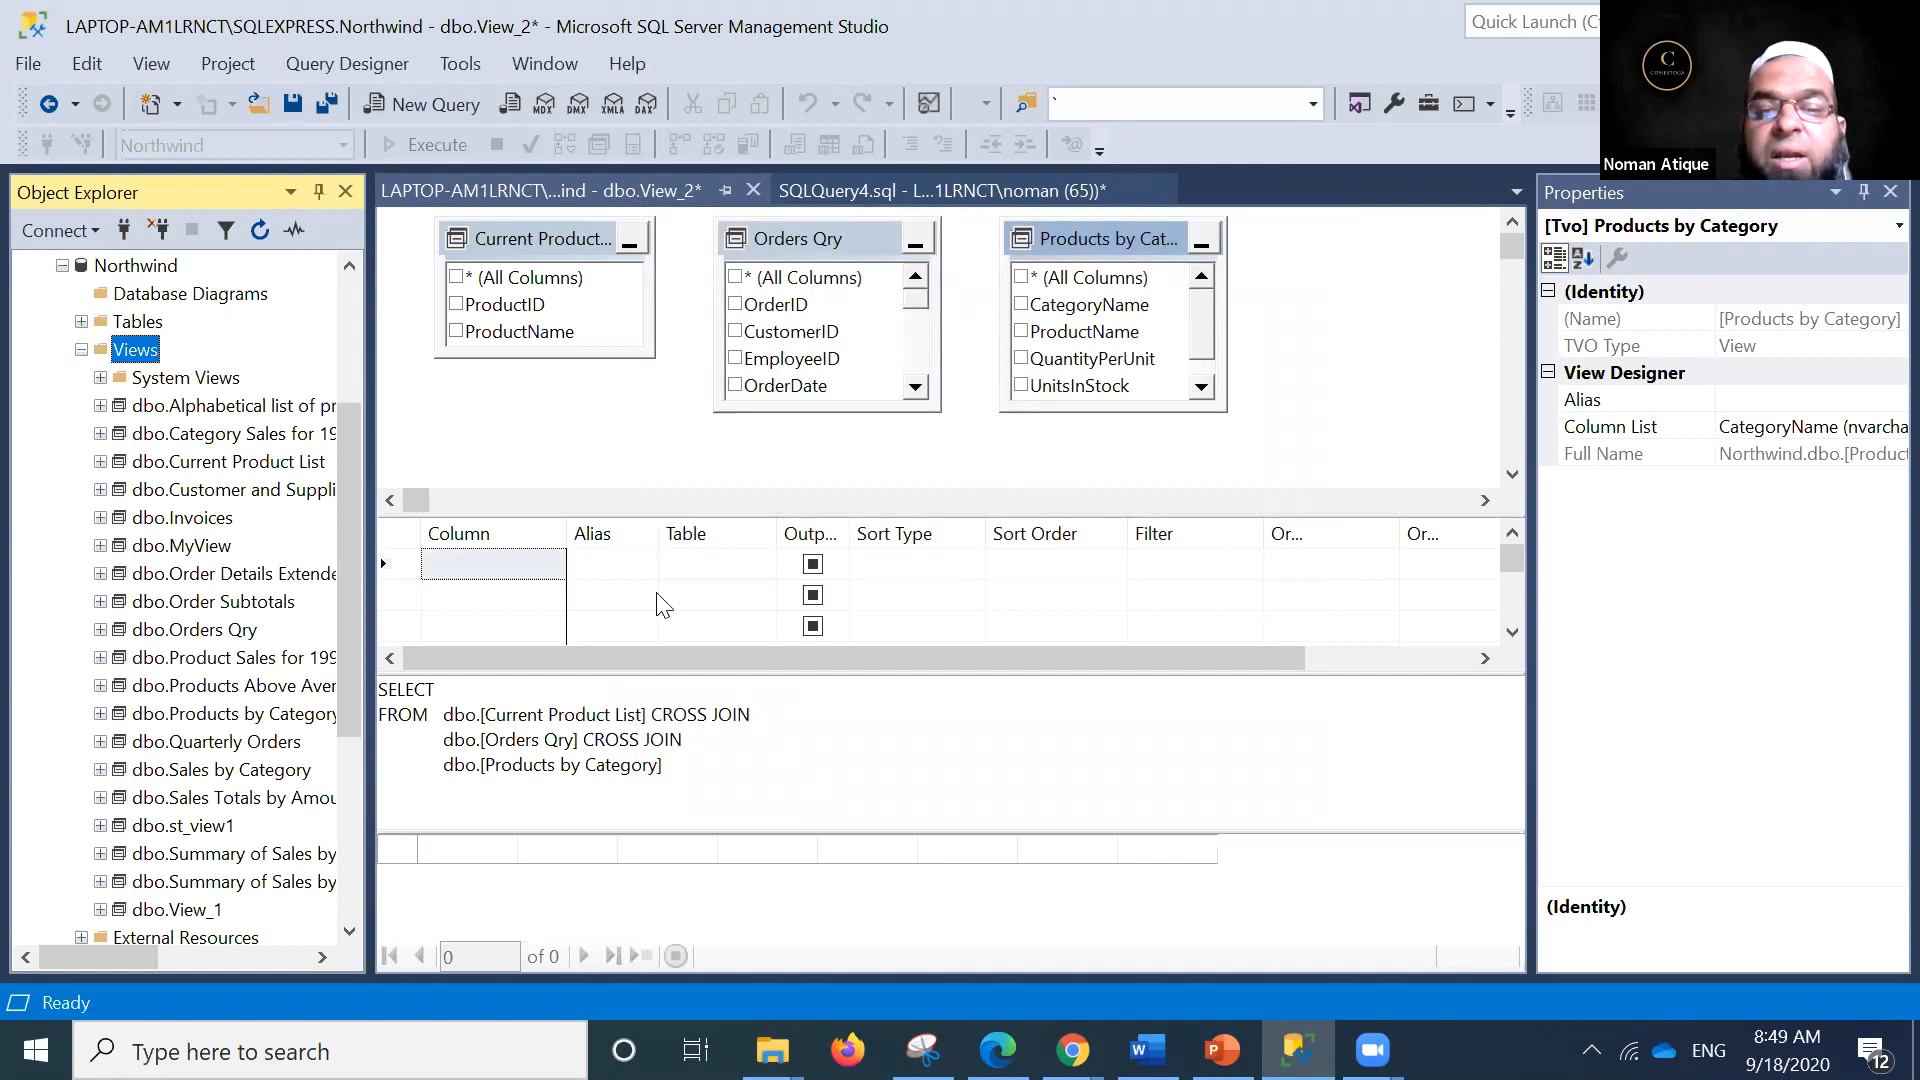 LAPTOP-AM1LRNCT\SQLEXPRESS.Northwind - dbo.View_2* - Microsoft SQL Server Management Studio
Quick Launch (C
File Edit View Project Query Designer Tools Window Help
New Query
MDX DMX XMLA DAX
`
Northwind
Execute
C
CONESTOGA
Noman Atique
Object Explorer
Connect
Northwind
Database Diagrams
Tables
Views
System Views
dbo.Alphabetical list of pr
dbo.Category Sales for 19
dbo.Current Product List
dbo.Customer and Suppli
dbo.Invoices
dbo.MyView
dbo.Order Details Extende
dbo.Order Subtotals
dbo.Orders Qry
dbo.Product Sales for 199
dbo.Products Above Aver
dbo.Products by Category
dbo.Quarterly Orders
dbo.Sales by Category
dbo.Sales Totals by Amou
dbo.st_view1
dbo.Summary of Sales by
dbo.Summary of Sales by
dbo.View_1
External Resources
LAPTOP-AM1LRNCT\...ind - dbo.View_2*
SQLQuery4.sql - L...1LRNCT\noman (65))*
Current Product...
* (All Columns)
ProductID
ProductName
Orders Qry
* (All Columns)
OrderID
CustomerID
EmployeeID
OrderDate
Products by Cat...
* (All Columns)
CategoryName
ProductName
QuantityPerUnit
UnitsInStock
Column Alias Table Outp... Sort Type Sort Order Filter Or... Or...
SELECT
FROM dbo.[Current Product List] CROSS JOIN
dbo.[Orders Qry] CROSS JOIN
dbo.[Products by Category]
0 of 0
Properties
[Tvo] Products by Category
(Identity)
(Name) [Products by Category]
TVO Type View
View Designer
Alias
Column List CategoryName (nvarcha
Full Name Northwind.dbo.[Product
(Identity)
Ready
Type here to search
ENG
8:49 AM
9/18/2020
12